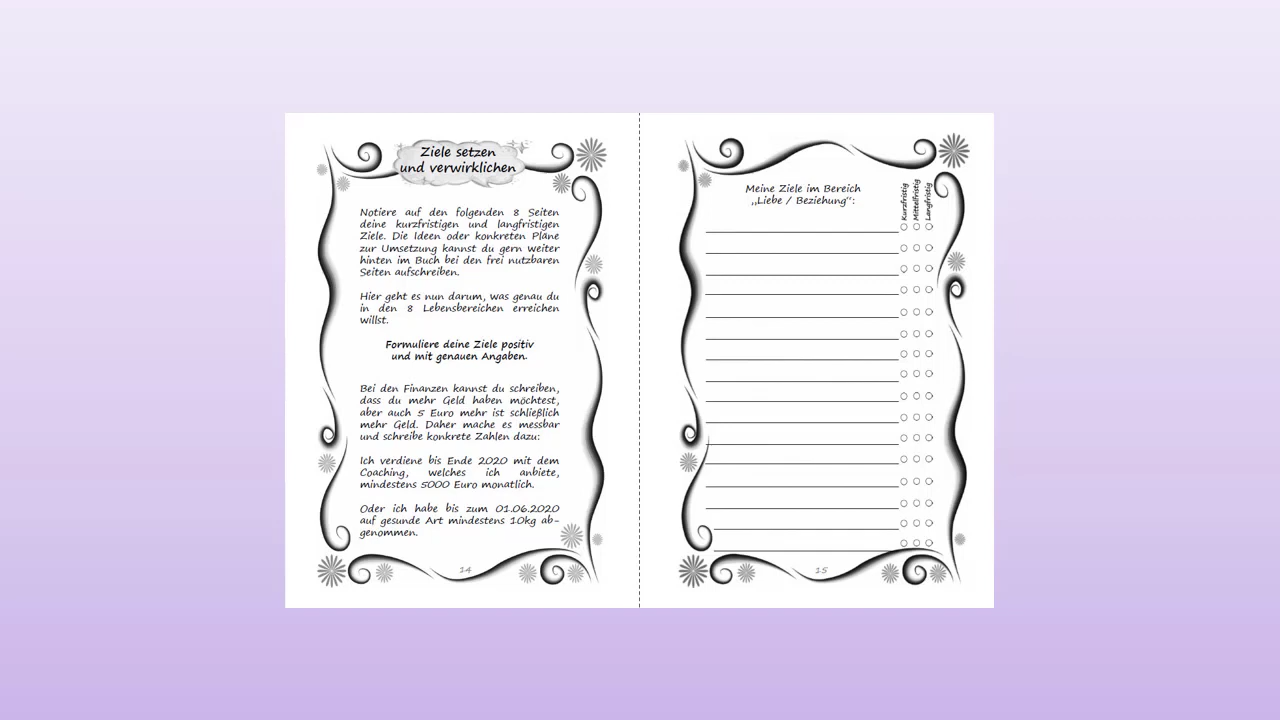 Ziele setzen
und verwirklichen
Notiere auf den folgenden 8 Seiten
deine kurzfristigen und langfristigen
Ziele. Die Ideen oder konkreten Pläne
zur Umsetzung kannst du gern weiter
hinten im Buch bei den frei nutzbaren
Seiten aufschreiben.
Hier geht es nun darum, was genau du
in den 8 Lebensbereichen erreichen
willst.
Formuliere deine Ziele positiv
und mit genauen Angaben.
Bei den Finanzen kannst du schreiben,
dass du mehr Geld haben möchtest,
aber auch 5 Euro mehr ist schließlich
mehr Geld. Daher mache es messbar
und schreibe konkrete Zahlen dazu:
Ich verdiene bis Ende 2020 mit dem
Coaching, welches ich anbiete,
mindestens 5000 Euro monatlich.
Oder ich habe bis zum 01.06.2020
auf gesunde Art mindestens 10kg ab-
genommen.
14
Meine Ziele im Bereich
„Liebe / Beziehung“:
Kurzfristig
Mittelfristig
Langfristig
15